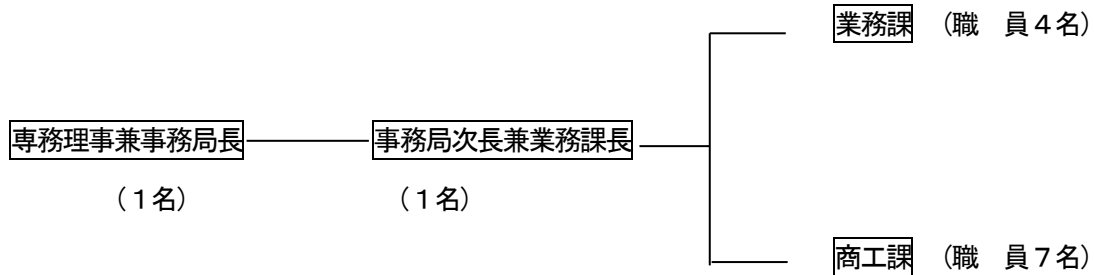 業務課　（職　員４名）
専務理事兼事務局長　事務局次長兼業務課長
（１名）　（１名）
商工課　（職　員７名）